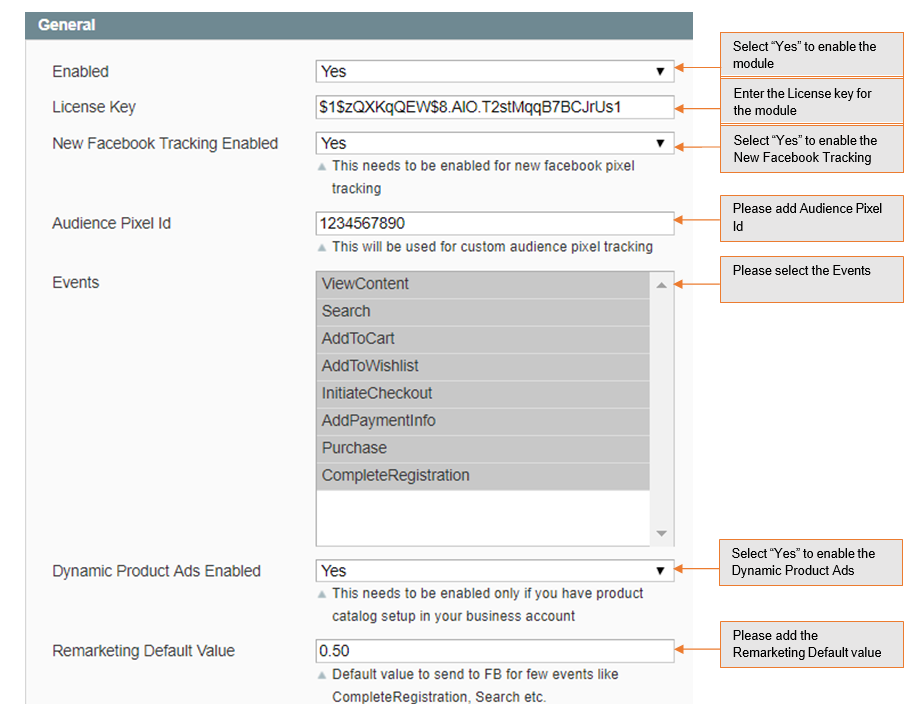 General
Enabled
Yes
Select “Yes” to enable the
module
License Key
$1$zQXKqQEW$8.AIO.T2stMqqB7BCJrUs1
Enter the License key for
the module
New Facebook Tracking Enabled
Yes
This needs to be enabled for new facebook pixel
tracking
Select “Yes” to enable the
New Facebook Tracking
Audience Pixel Id
1234567890
This will be used for custom audience pixel tracking
Please add Audience Pixel
Id
Events
ViewContent
Search
AddToCart
AddToWishlist
InitiateCheckout
AddPaymentInfo
Purchase
CompleteRegistration
Please select the Events
Dynamic Product Ads Enabled
Yes
This needs to be enabled only if you have product
catalog setup in your business account
Select “Yes” to enable the
Dynamic Product Ads
Remarketing Default Value
0.50
Default value to send to FB for few events like
CompleteRegistration, Search etc.
Please add the
Remarketing Default value